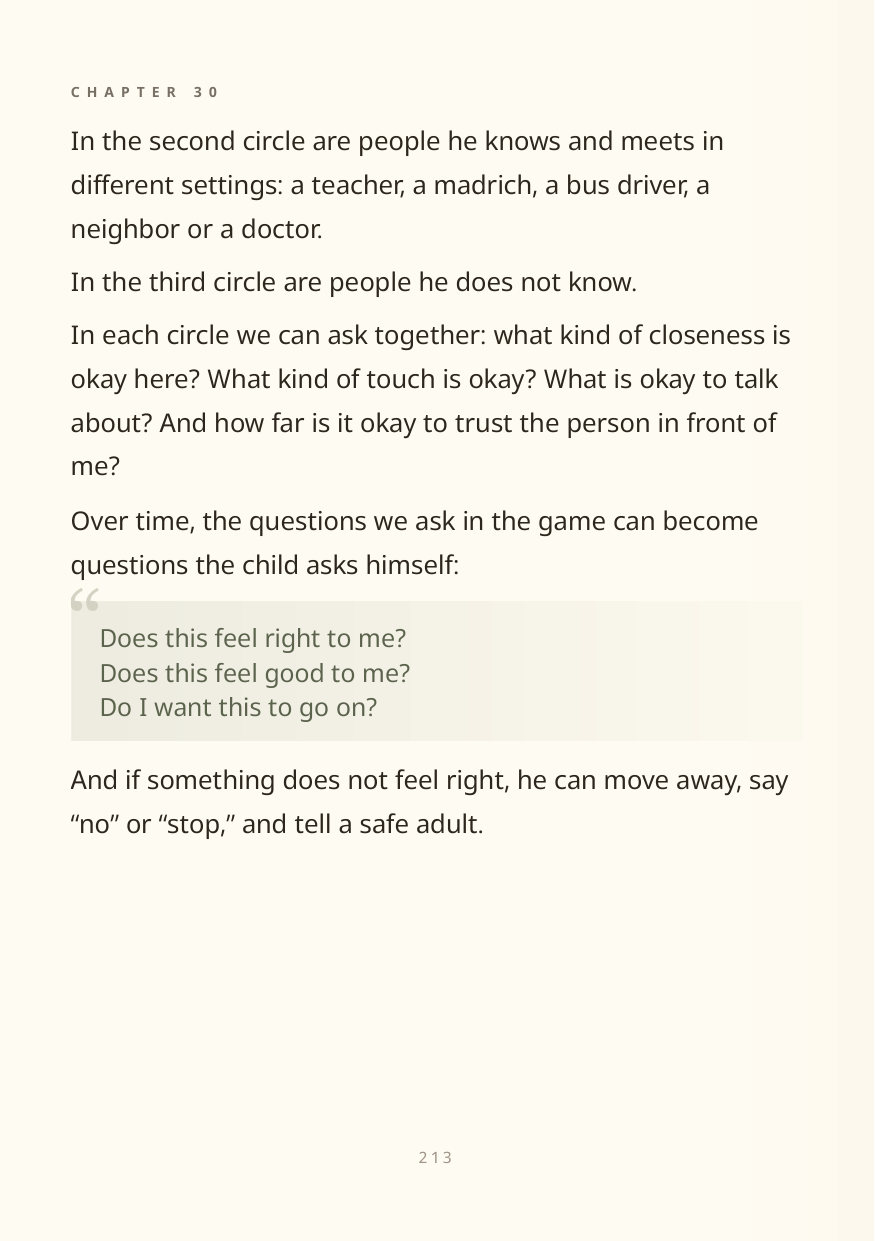 CHAPTER 30
In the second circle are people he knows and meets in
different settings: a teacher, a madrich, a bus driver, a
neighbor or a doctor.
In the third circle are people he does not know.
In each circle we can ask together: what kind of closeness is
okay here? What kind of touch is okay? What is okay to talk
about? And how far is it okay to trust the person in front of
me?
Over time, the questions we ask in the game can become
questions the child asks himself:
“
Does this feel right to me?
Does this feel good to me?
Do I want this to go on?
And if something does not feel right, he can move away, say
“no” or “stop,” and tell a safe adult.
213